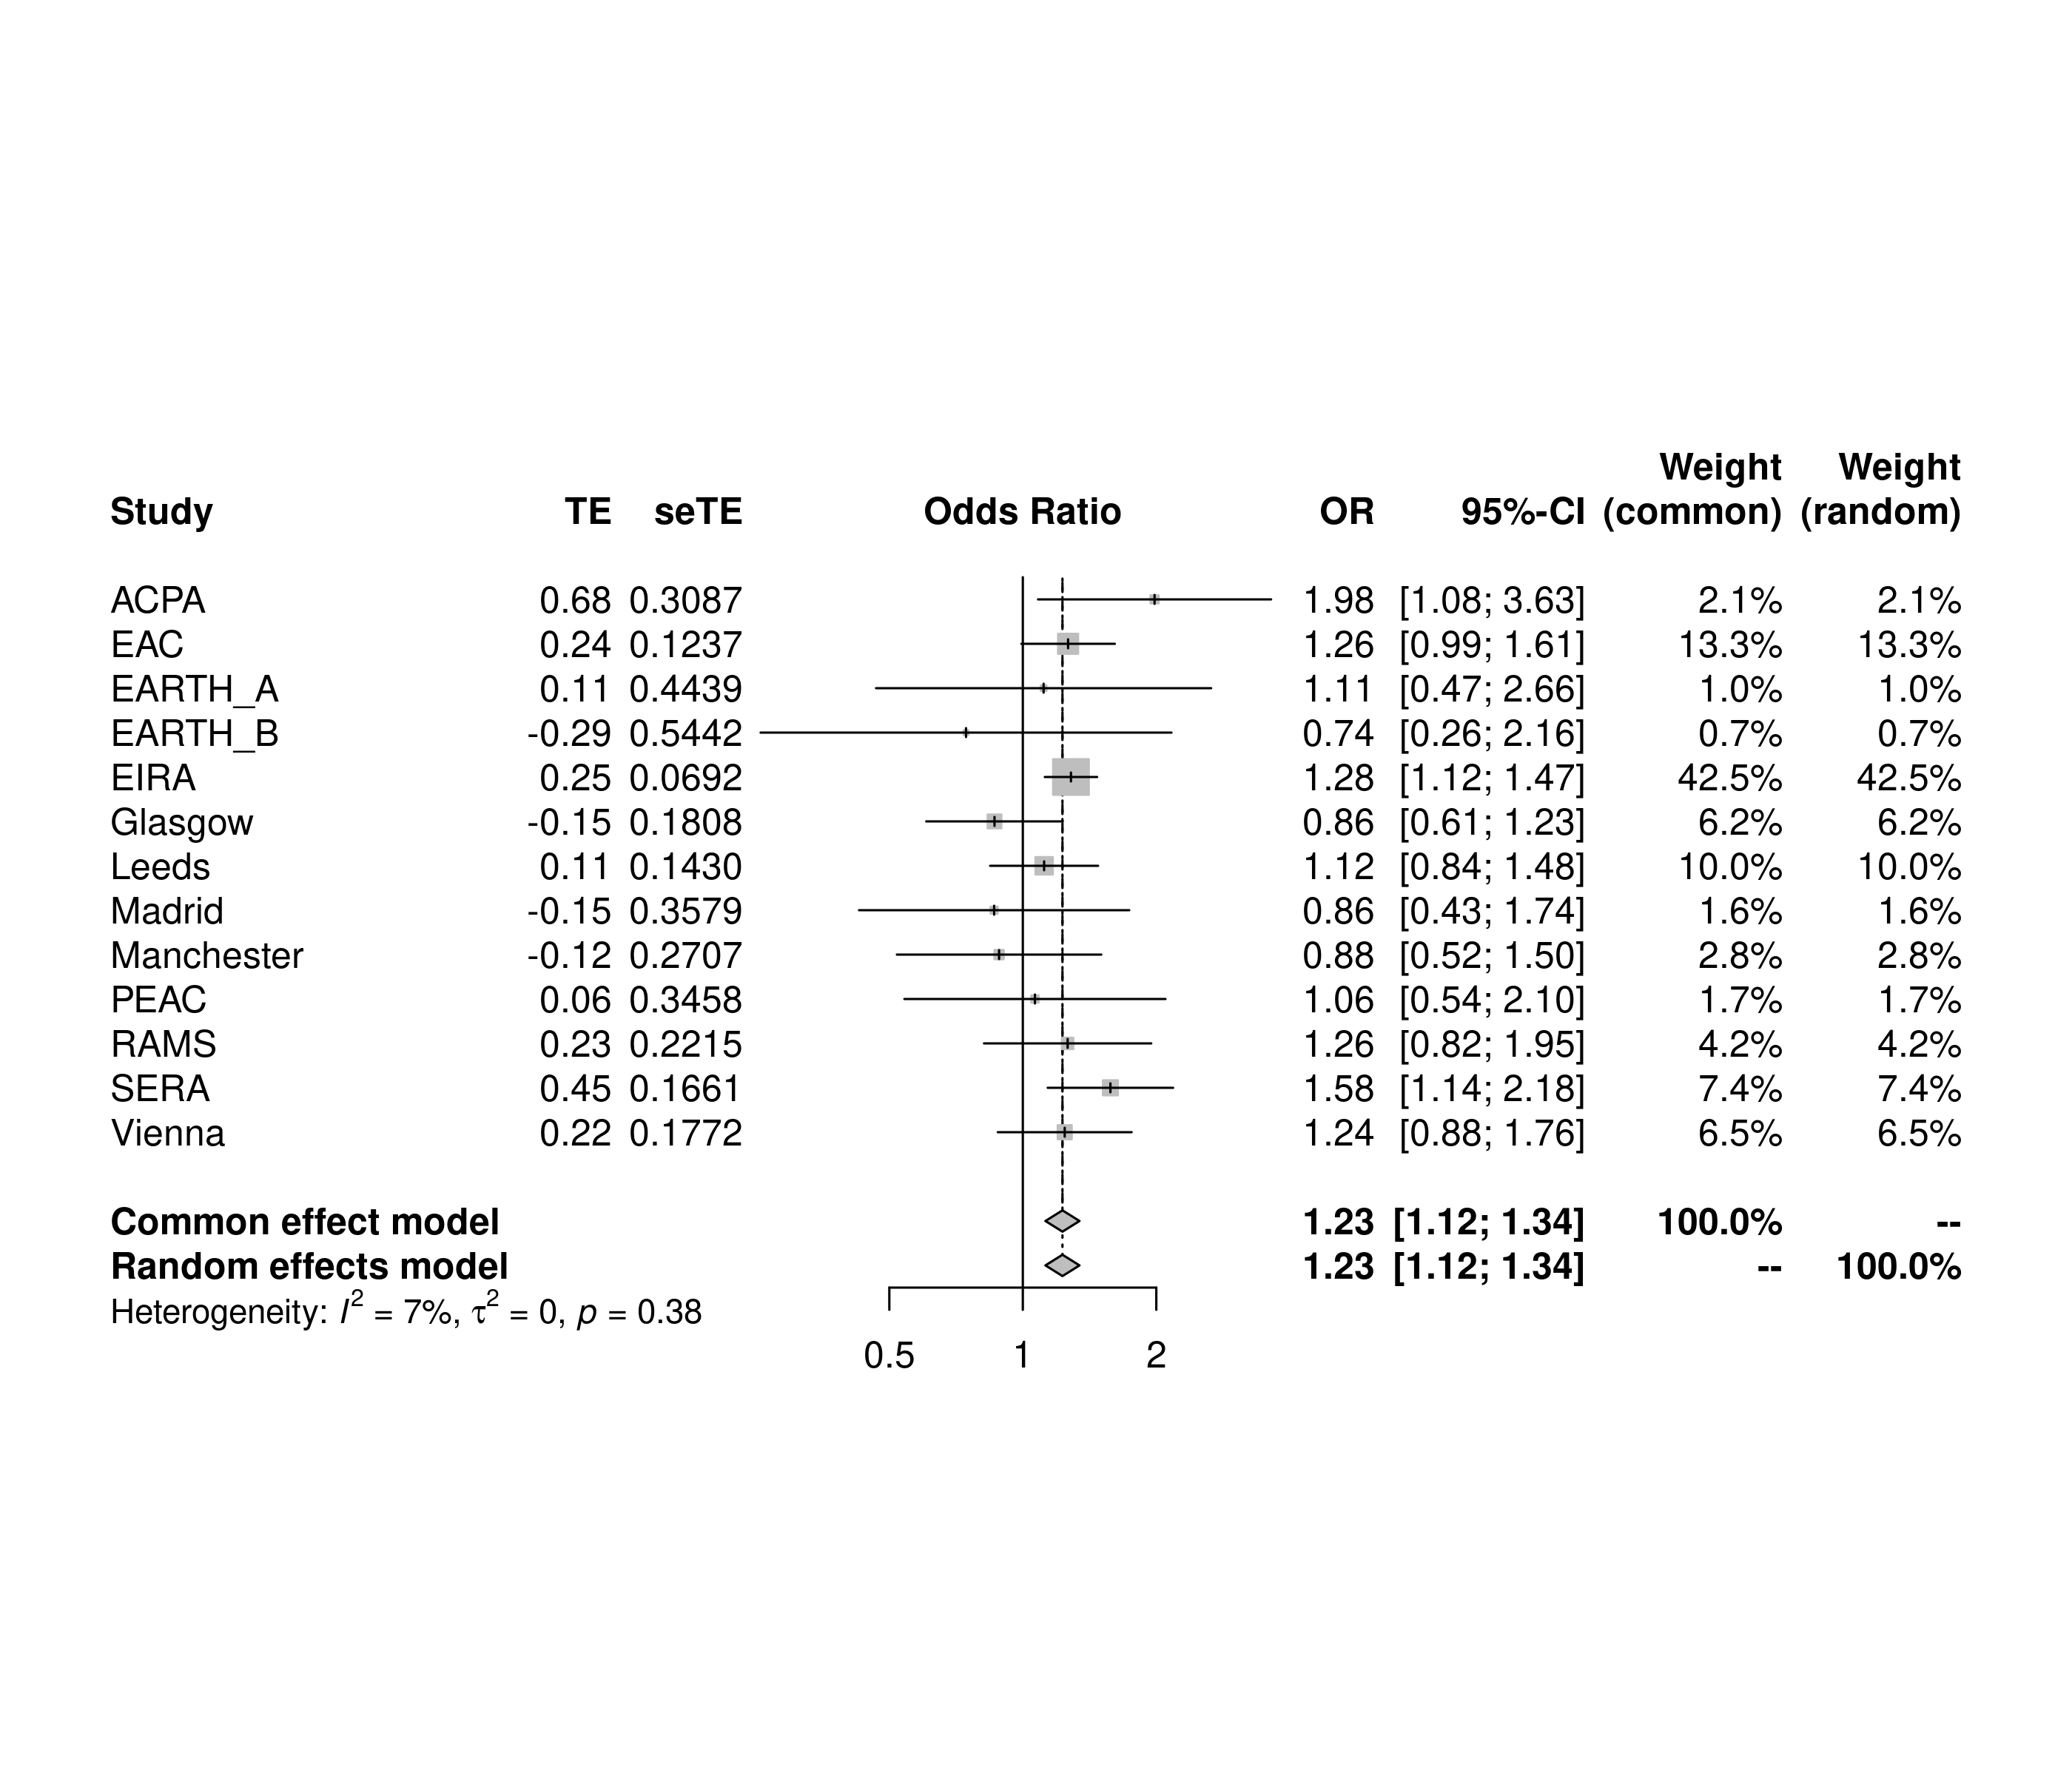 Weight Weight
Study TE seTE Odds Ratio OR 95%-CI (common) (random)
ACPA 0.68 0.3087 1.98 [1.08; 3.63] 2.1% 2.1%
EAC 0.24 0.1237 1.26 [0.99; 1.61] 13.3% 13.3%
EARTH_A 0.11 0.4439 1.11 [0.47; 2.66] 1.0% 1.0%
EARTH_B -0.29 0.5442 0.74 [0.26; 2.16] 0.7% 0.7%
EIRA 0.25 0.0692 1.28 [1.12; 1.47] 42.5% 42.5%
Glasgow -0.15 0.1808 0.86 [0.61; 1.23] 6.2% 6.2%
Leeds 0.11 0.1430 1.12 [0.84; 1.48] 10.0% 10.0%
Madrid -0.15 0.3579 0.86 [0.43; 1.74] 1.6% 1.6%
Manchester -0.12 0.2707 0.88 [0.52; 1.50] 2.8% 2.8%
PEAC 0.06 0.3458 1.06 [0.54; 2.10] 1.7% 1.7%
RAMS 0.23 0.2215 1.26 [0.82; 1.95] 4.2% 4.2%
SERA 0.45 0.1661 1.58 [1.14; 2.18] 7.4% 7.4%
Vienna 0.22 0.1772 1.24 [0.88; 1.76] 6.5% 6.5%
Common effect model 1.23 [1.12; 1.34] 100.0% --
Random effects model 1.23 [1.12; 1.34] -- 100.0%
Heterogeneity: I² = 7%, τ² = 0, p = 0.38
0.5 1 2